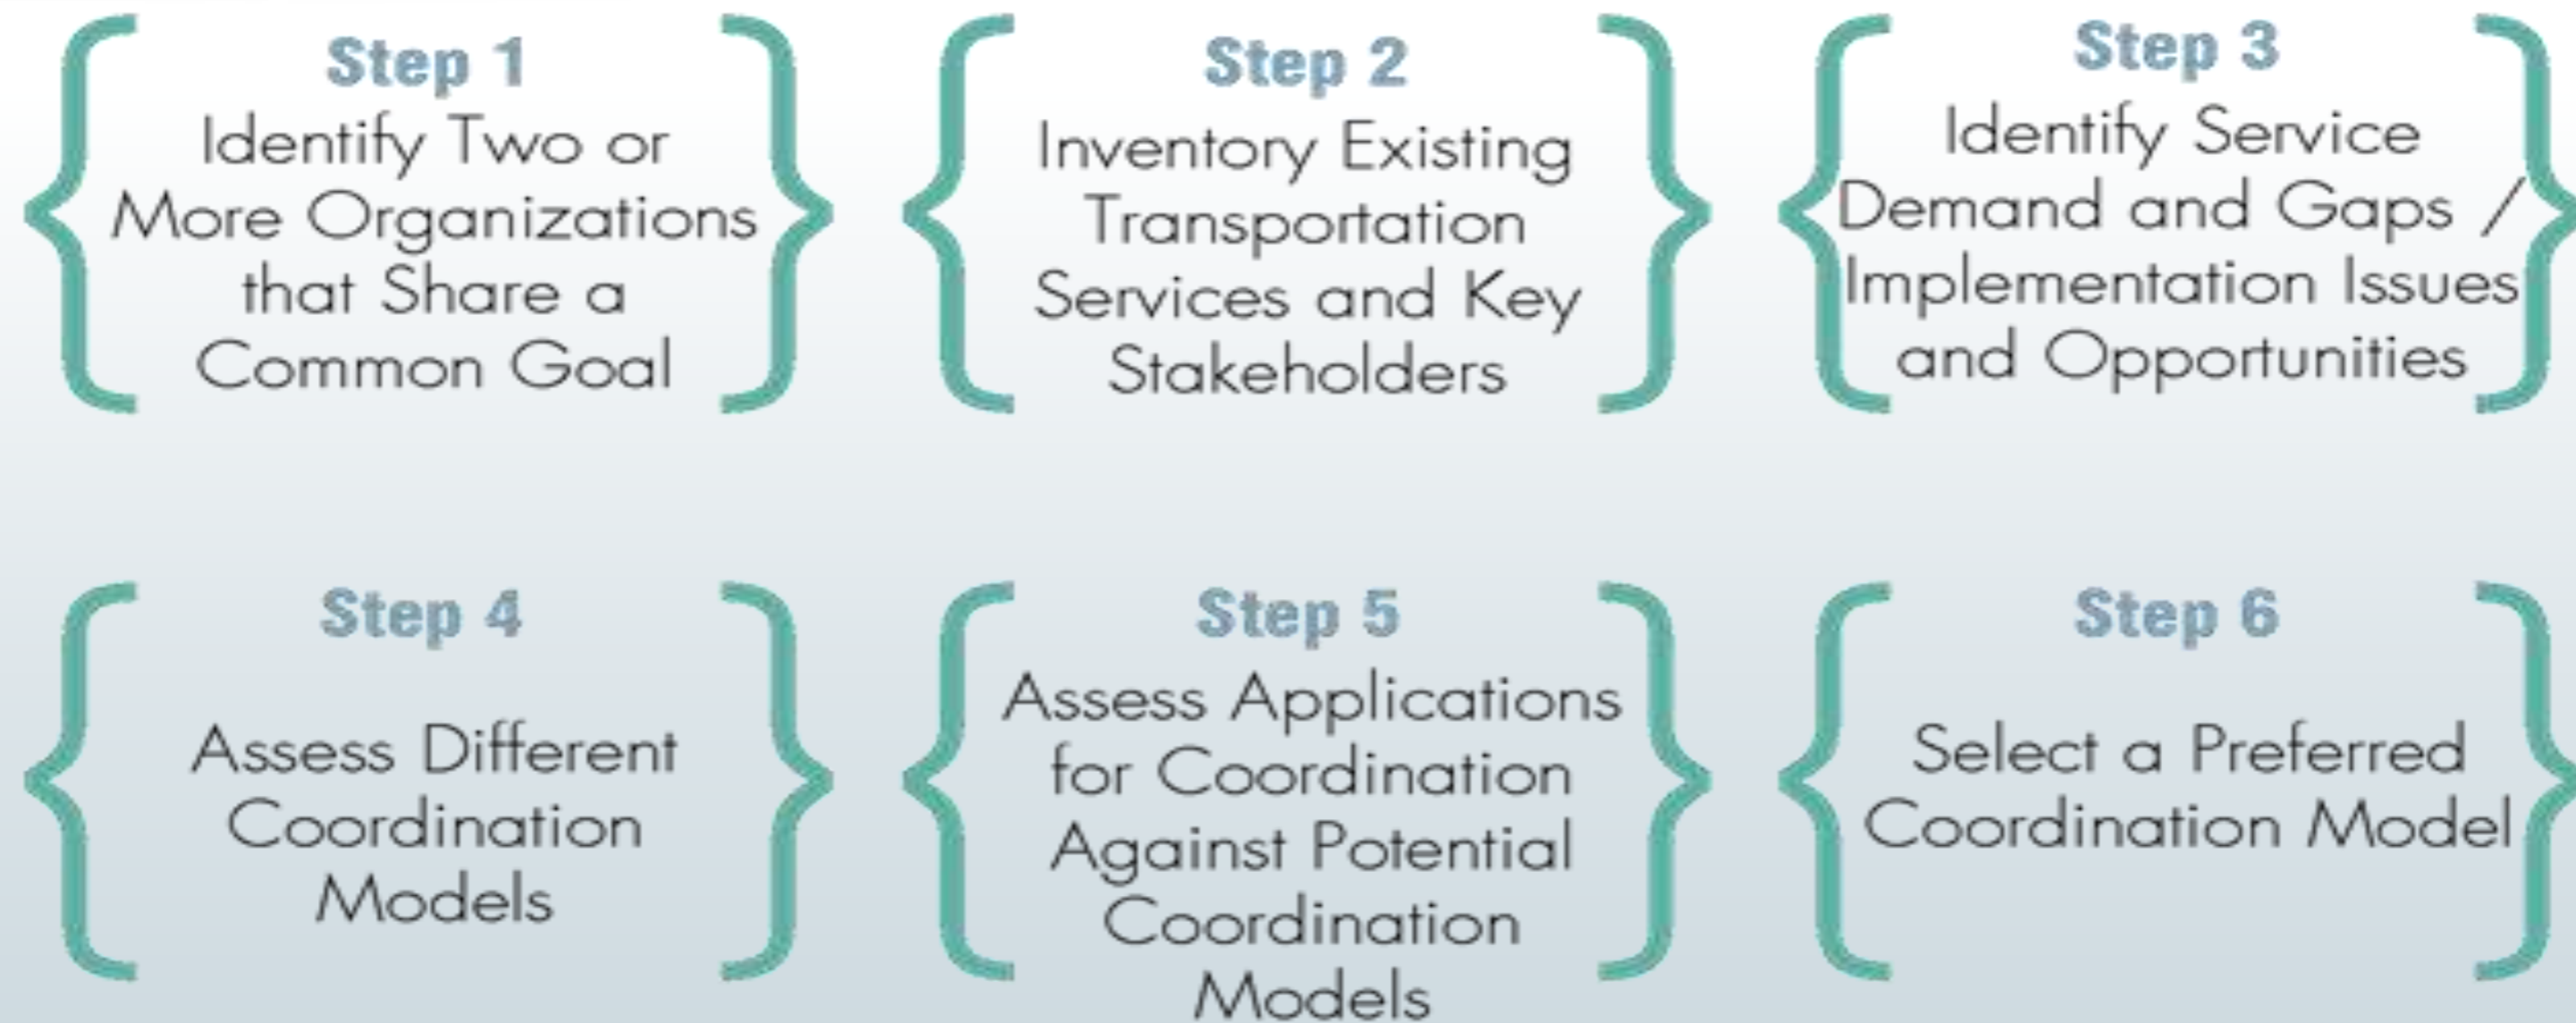 Step 1
Identify Two or
More Organizations
that Share a
Common Goal
Step 2
Inventory Existing
Transportation
Services and Key
Stakeholders
Step 3
Identify Service
Demand and Gaps /
Implementation Issues
and Opportunities
Step 4
Assess Different
Coordination
Models
Step 5
Assess Applications
for Coordination
Against Potential
Coordination
Models
Step 6
Select a Preferred
Coordination Model